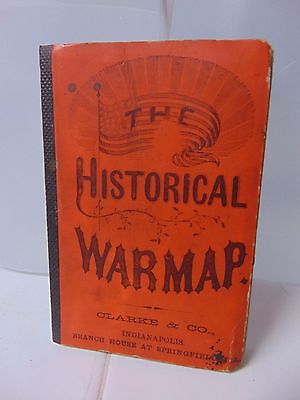 THE
HISTORICAL
WAR MAP.
CLARKE & CO.,
INDIANAPOLIS.
BRANCH HOUSE AT SPRINGFIELD